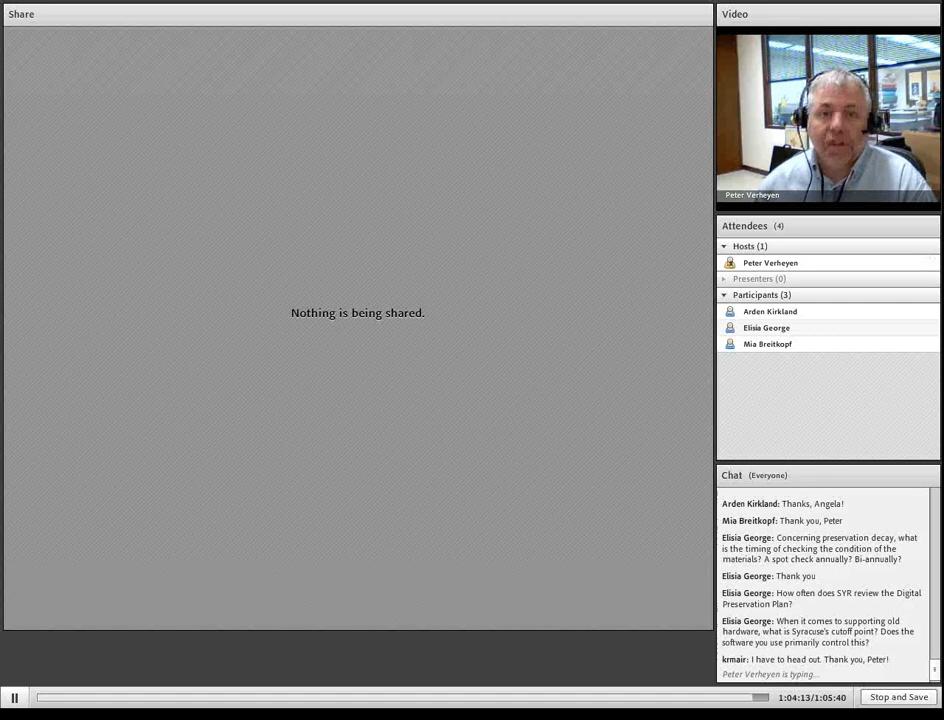 Share
Nothing is being shared.
Video
Peter Verheyen
Attendees (4)
Hosts (1)
Peter Verheyen
Presenters (0)
Participants (3)
Arden Kirkland
Elisia George
Mia Breitkopf
Chat (Everyone)
Arden Kirkland: Thanks, Angela!
Mia Breitkopf: Thank you, Peter
Elisia George: Concerning preservation decay, what
is the timing of checking the condition of the
materials? A spot check annually? Bi-annually?
Elisia George: Thank you
Elisia George: How often does SYR review the Digital
Preservation Plan?
Elisia George: When it comes to supporting old
hardware, what is Syracuse's cutoff point? Does the
software you use primarily control this?
krmair: I have to head out. Thank you, Peter!
Peter Verheyen is typing...
1:04:13/1:05:40
Stop and Save